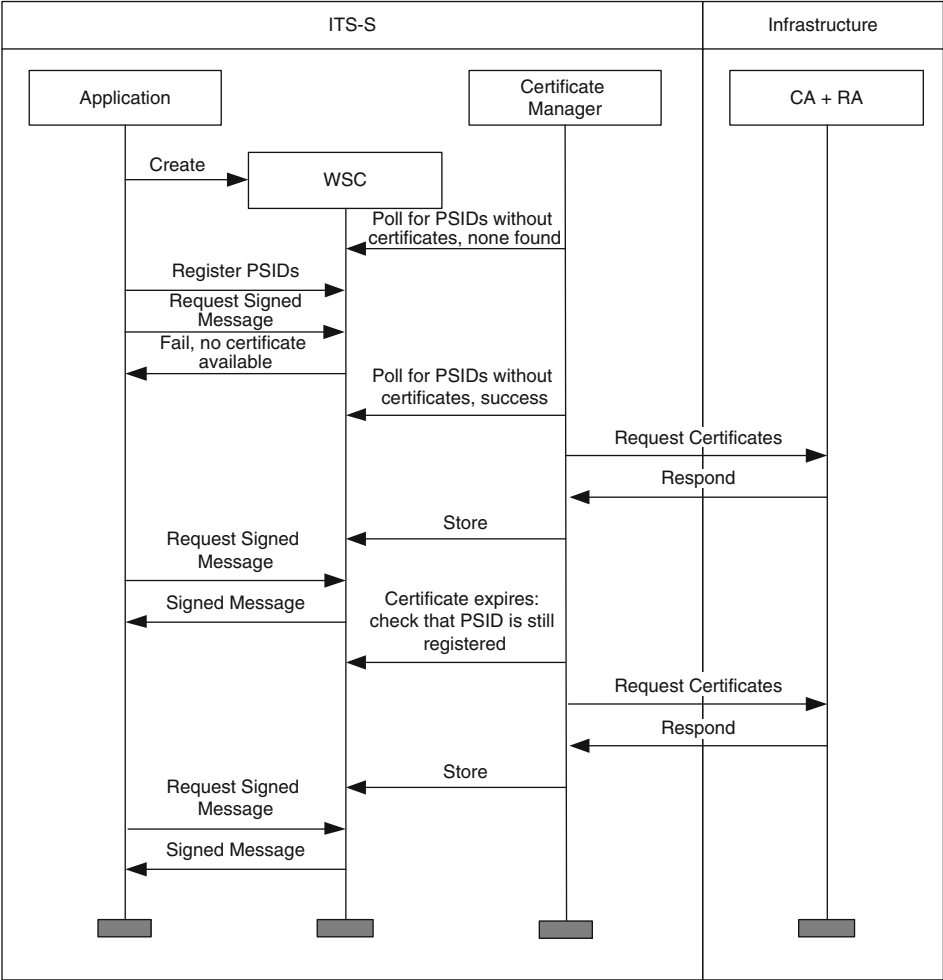 ITS-S
Infrastructure
Application
Certificate
Manager
CA + RA
Create
WSC
Poll for PSIDs without
certificates, none found
Register PSIDs
Request Signed
Message
Fail, no certificate
available
Poll for PSIDs without
certificates, success
Request Certificates
Respond
Store
Request Signed
Message
Signed Message
Certificate expires:
check that PSID is still
registered
Request Certificates
Respond
Store
Request Signed
Message
Signed Message